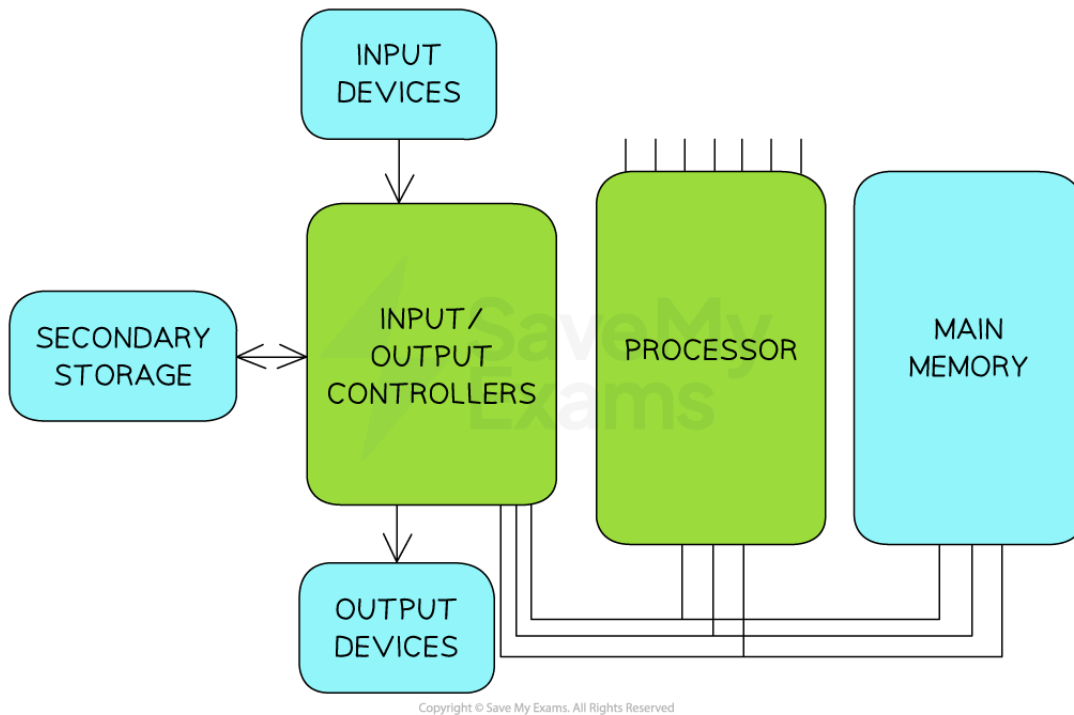 INPUT
DEVICES
SECONDARY
STORAGE
INPUT/
OUTPUT
CONTROLLERS
PROCESSOR
MAIN
MEMORY
OUTPUT
DEVICES
Save My
Exams
Copyright © Save My Exams. All Rights Reserved